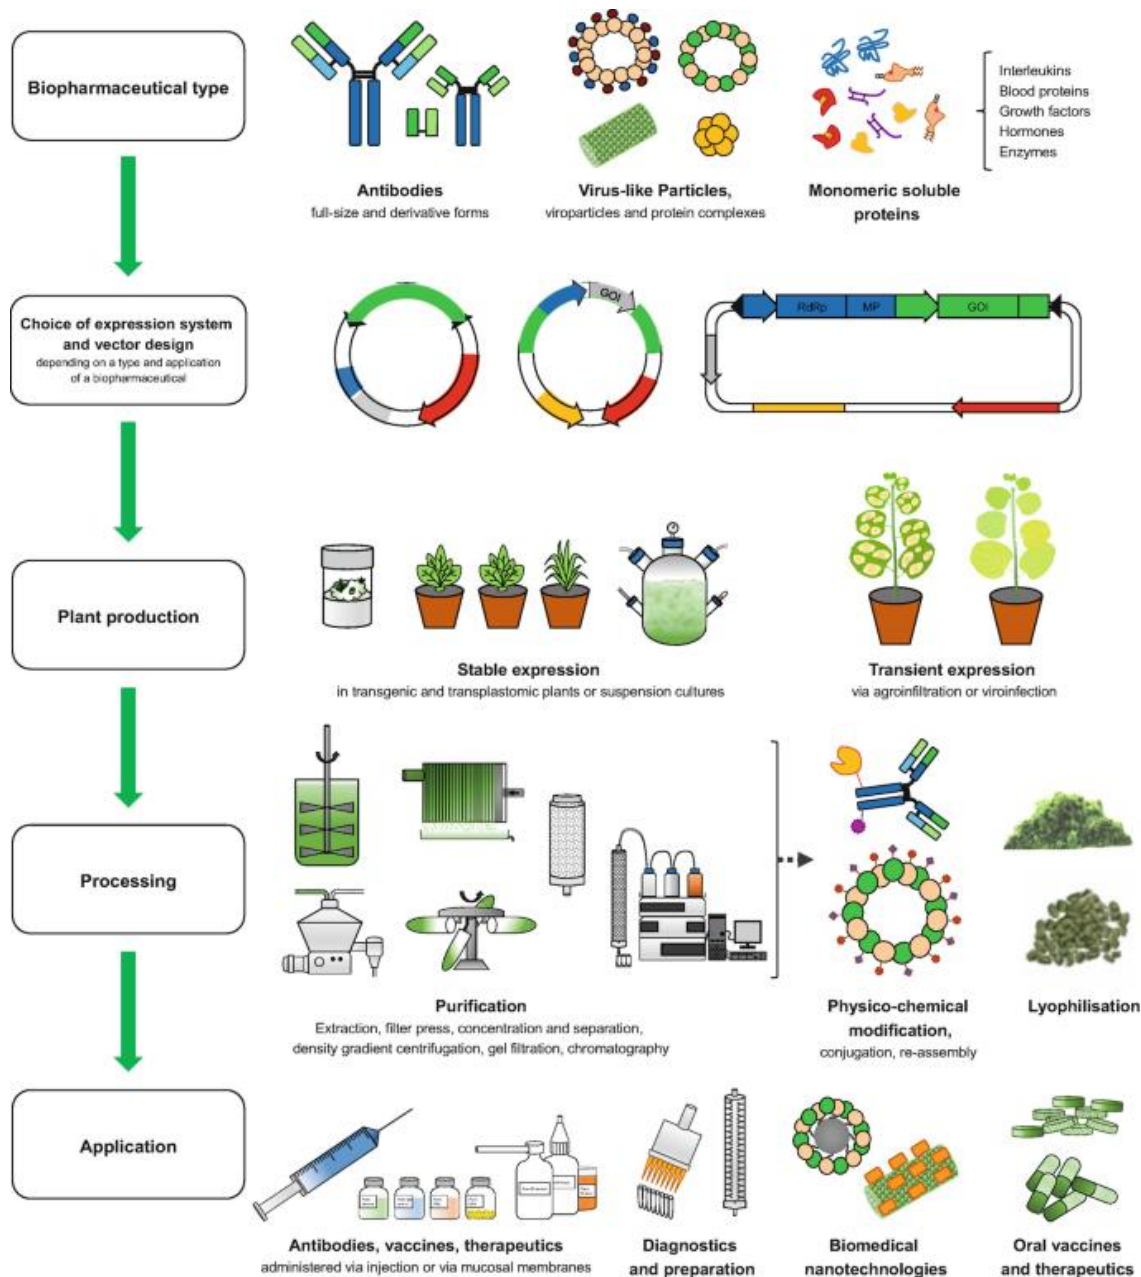 Biopharmaceutical type
Interleukins
Blood proteins
Growth factors
Hormones
Enzymes
Antibodies
full-size and derivative forms
Virus-like Particles,
viroparticles and protein complexes
Monomeric soluble
proteins
Choice of expression system
and vector design
depending on a type and application
of a biopharmaceutical
GOI
RdRp
MP
GOI
Plant production
Stable expression
in transgenic and transplastomic plants or suspension cultures
Transient expression
via agroinfiltration or viroinfection
Processing
Purification
Extraction, filter press, concentration and separation,
density gradient centrifugation, gel filtration, chromatography
Physico-chemical
modification,
conjugation, re-assembly
Lyophilisation
Application
Antibodies, vaccines, therapeutics
administered via injection or via mucosal membranes
Diagnostics
and preparation
Biomedical
nanotechnologies
Oral vaccines
and therapeutics